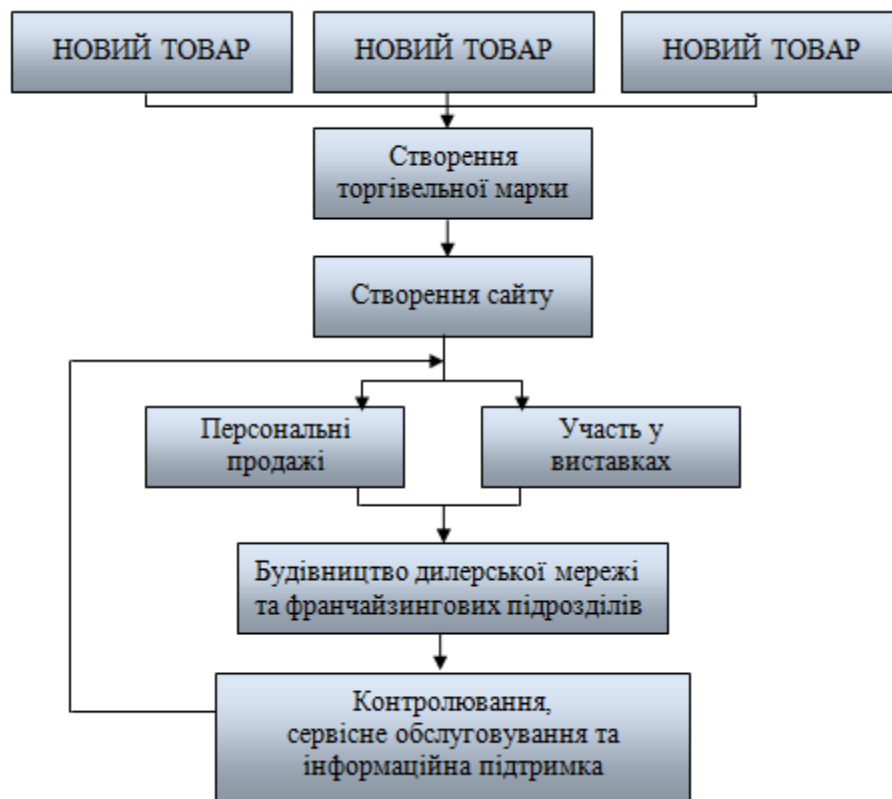 НОВИЙ ТОВАР
НОВИЙ ТОВАР
НОВИЙ ТОВАР
Створення
торгівельної марки
Створення сайту
Персональні
продажі
Участь у
виставках
Будівництво дилерської мережі
та франчайзингових підрозділів
Контролювання,
сервісне обслуговування та
інформаційна підтримка